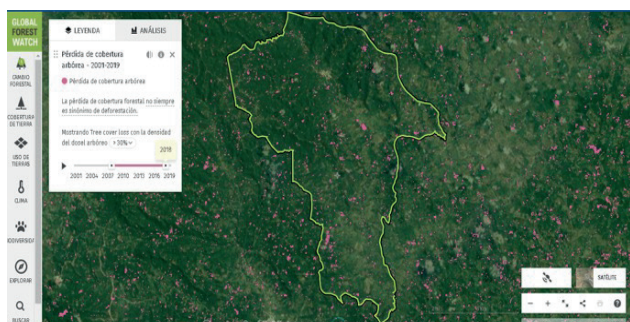 GLOBAL
FOREST
WATCH
CAMBIO
FORESTAL
COBERTURA
DE TIERRA
USO DE
TIERRAS
CLIMA
BIODIVERSIDA
EXPLORAR
BUSCAR
LEYENDA
ANÁLISIS
Pérdida de cobertura
arbórea - 2001-2019
Pérdida de cobertura arbórea
La pérdida de cobertura forestal no siempre
es sinónimo de deforestación.
Mostrando Tree cover loss con la densidad
del dosel arbóreo >30%
2018
2001 2004 2007 2010 2013 2016 2019
SATÉLITE